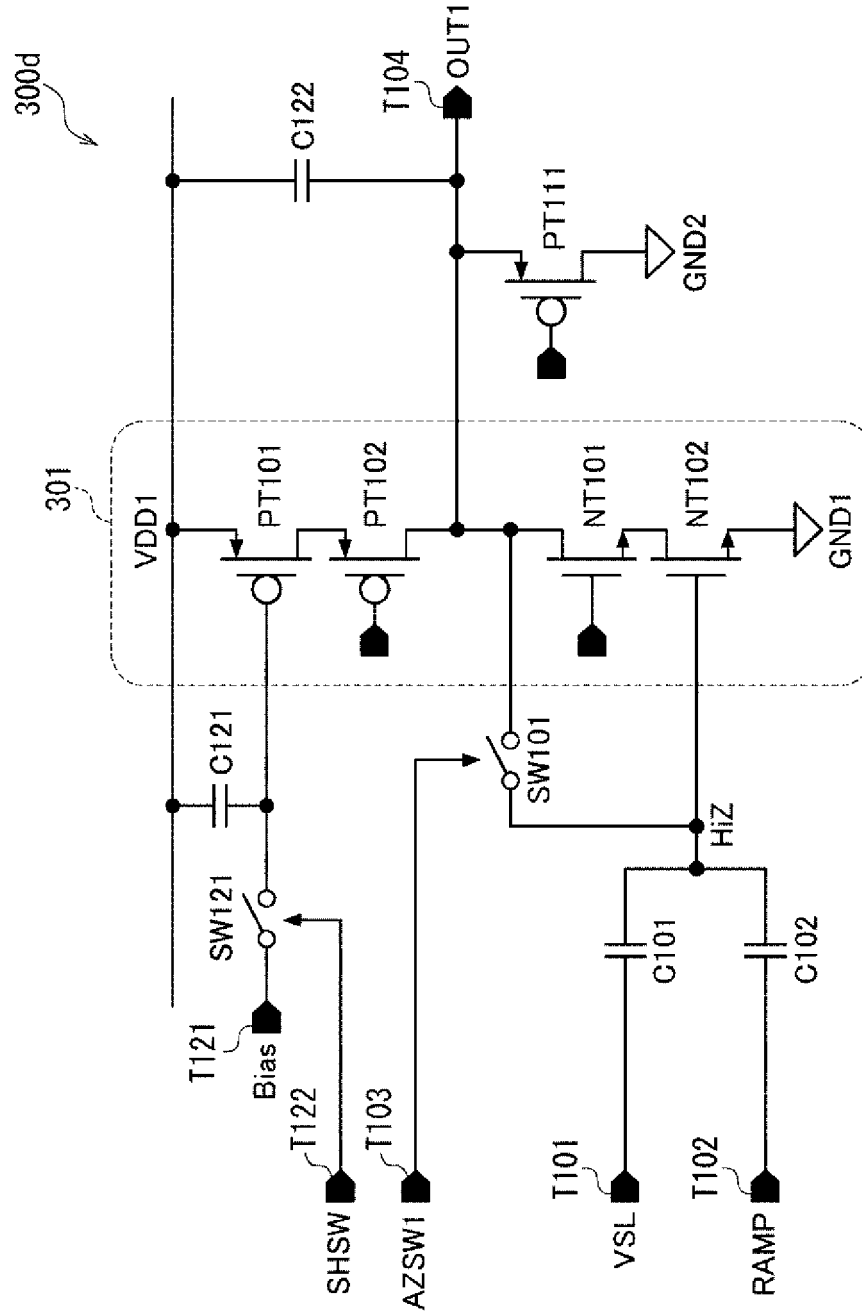 300d
301
VDD1
C121
SW121
T121
Bias
PT101
PT102
C122
T104
OUT1
T122
SHSW
T103
AZSW1
SW101
PT111
GND2
NT101
NT102
HiZ
T101
VSL
C101
T102
RAMP
C102
GND1